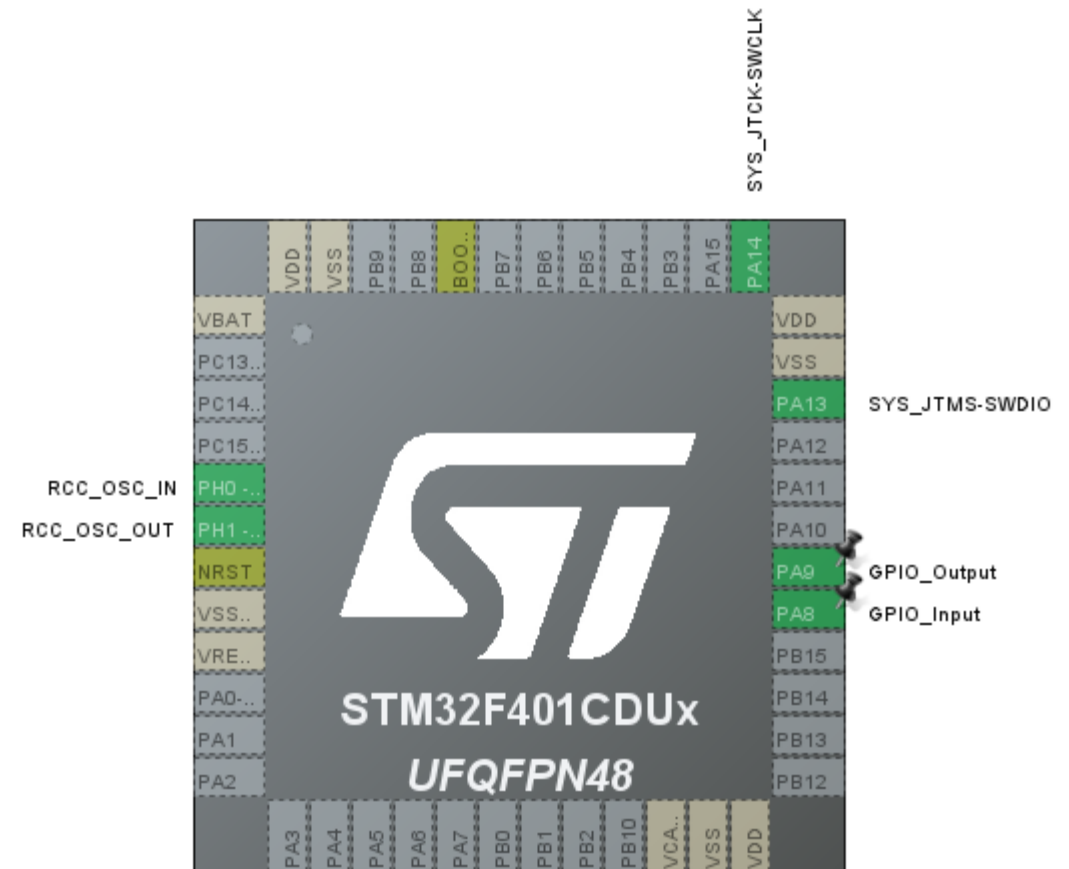 SYS_JTCK-SWCLK
VDD
VSS
PB9
PB8
BOO..
PB7
PB6
PB5
PB4
PB3
PA15
PA14
VBAT
PC13..
PC14..
PC15..
RCC_OSC_IN PH0 -..
RCC_OSC_OUT PH1 -..
NRST
VSS..
VRE..
PA0-..
PA1
PA2
VDD
VSS
PA13 SYS_JTMS-SWDIO
PA12
PA11
PA10
PA9 GPIO_Output
PA8 GPIO_Input
PB15
PB14
PB13
PB12
ST
STM32F401CDUx
UFQFPN48
PA3
PA4
PA5
PA6
PA7
PB0
PB1
PB2
PB10
VCA..
VSS
VDD